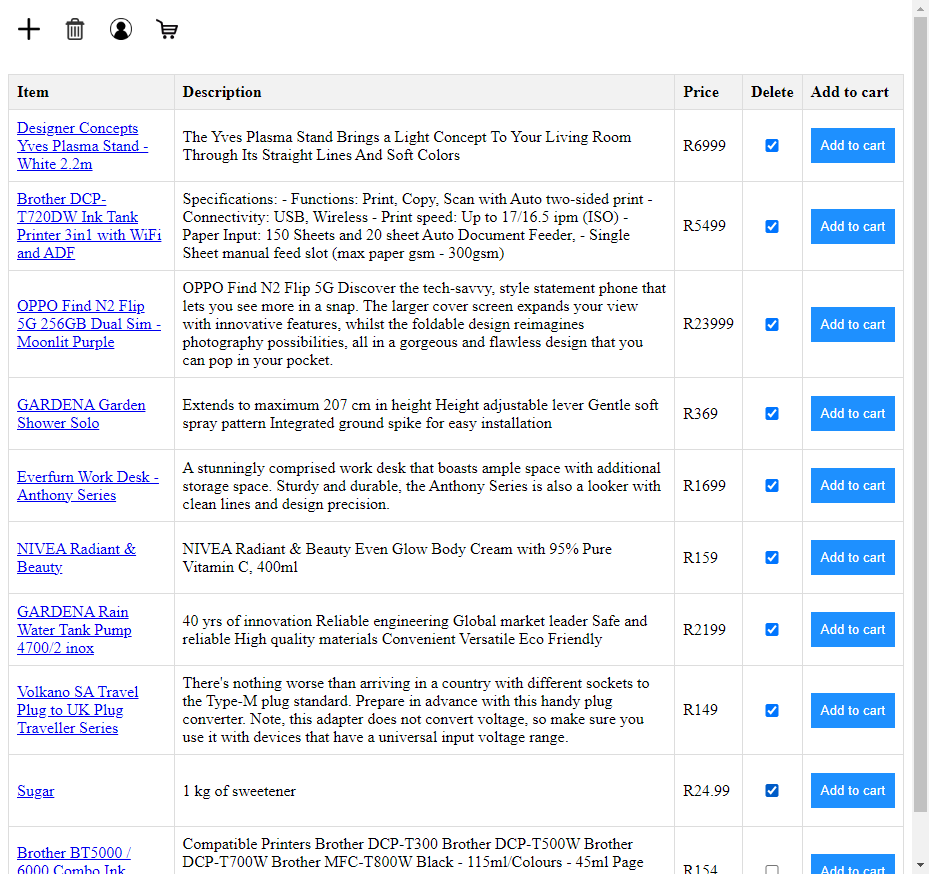 Item Description Price Delete Add to cart
Designer Concepts
Yves Plasma Stand -
White 2.2m
The Yves Plasma Stand Brings a Light Concept To Your Living Room
Through Its Straight Lines And Soft Colors
R6999
Add to cart
Brother DCP-
T720DW Ink Tank
Printer 3in1 with WiFi
and ADF
Specifications: - Functions: Print, Copy, Scan with Auto two-sided print -
Connectivity: USB, Wireless - Print speed: Up to 17/16.5 ipm (ISO) -
Paper Input: 150 Sheets and 20 sheet Auto Document Feeder, - Single
Sheet manual feed slot (max paper gsm - 300gsm)
R5499
Add to cart
OPPO Find N2 Flip
5G 256GB Dual Sim -
Moonlit Purple
OPPO Find N2 Flip 5G Discover the tech-savvy, style statement phone that
lets you see more in a snap. The larger cover screen expands your view
with innovative features, whilst the foldable design reimagines
photography possibilities, all in a gorgeous and flawless design that you
can pop in your pocket.
R23999
Add to cart
GARDENA Garden
Shower Solo
Extends to maximum 207 cm in height Height adjustable lever Gentle soft
spray pattern Integrated ground spike for easy installation
R369
Add to cart
Everfurn Work Desk -
Anthony Series
A stunningly comprised work desk that boasts ample space with additional
storage space. Sturdy and durable, the Anthony Series is also a looker with
clean lines and design precision.
R1699
Add to cart
NIVEA Radiant &
Beauty
NIVEA Radiant & Beauty Even Glow Body Cream with 95% Pure
Vitamin C, 400ml
R159
Add to cart
GARDENA Rain
Water Tank Pump
4700/2 inox
40 yrs of innovation Reliable engineering Global market leader Safe and
reliable High quality materials Convenient Versatile Eco Friendly
R2199
Add to cart
Volkano SA Travel
Plug to UK Plug
Traveller Series
There's nothing worse than arriving in a country with different sockets to
the Type-M plug standard. Prepare in advance with this handy plug
converter. Note, this adapter does not convert voltage, so make sure you
use it with devices that have a universal input voltage range.
R149
Add to cart
Sugar
1 kg of sweetener
R24.99
Add to cart
Brother BT5000 /
6000 Combo Ink
Compatible Printers Brother DCP-T300 Brother DCP-T500W Brother
DCP-T700W Brother MFC-T800W Black - 115ml/Colours - 45ml Page
R154
Add to cart